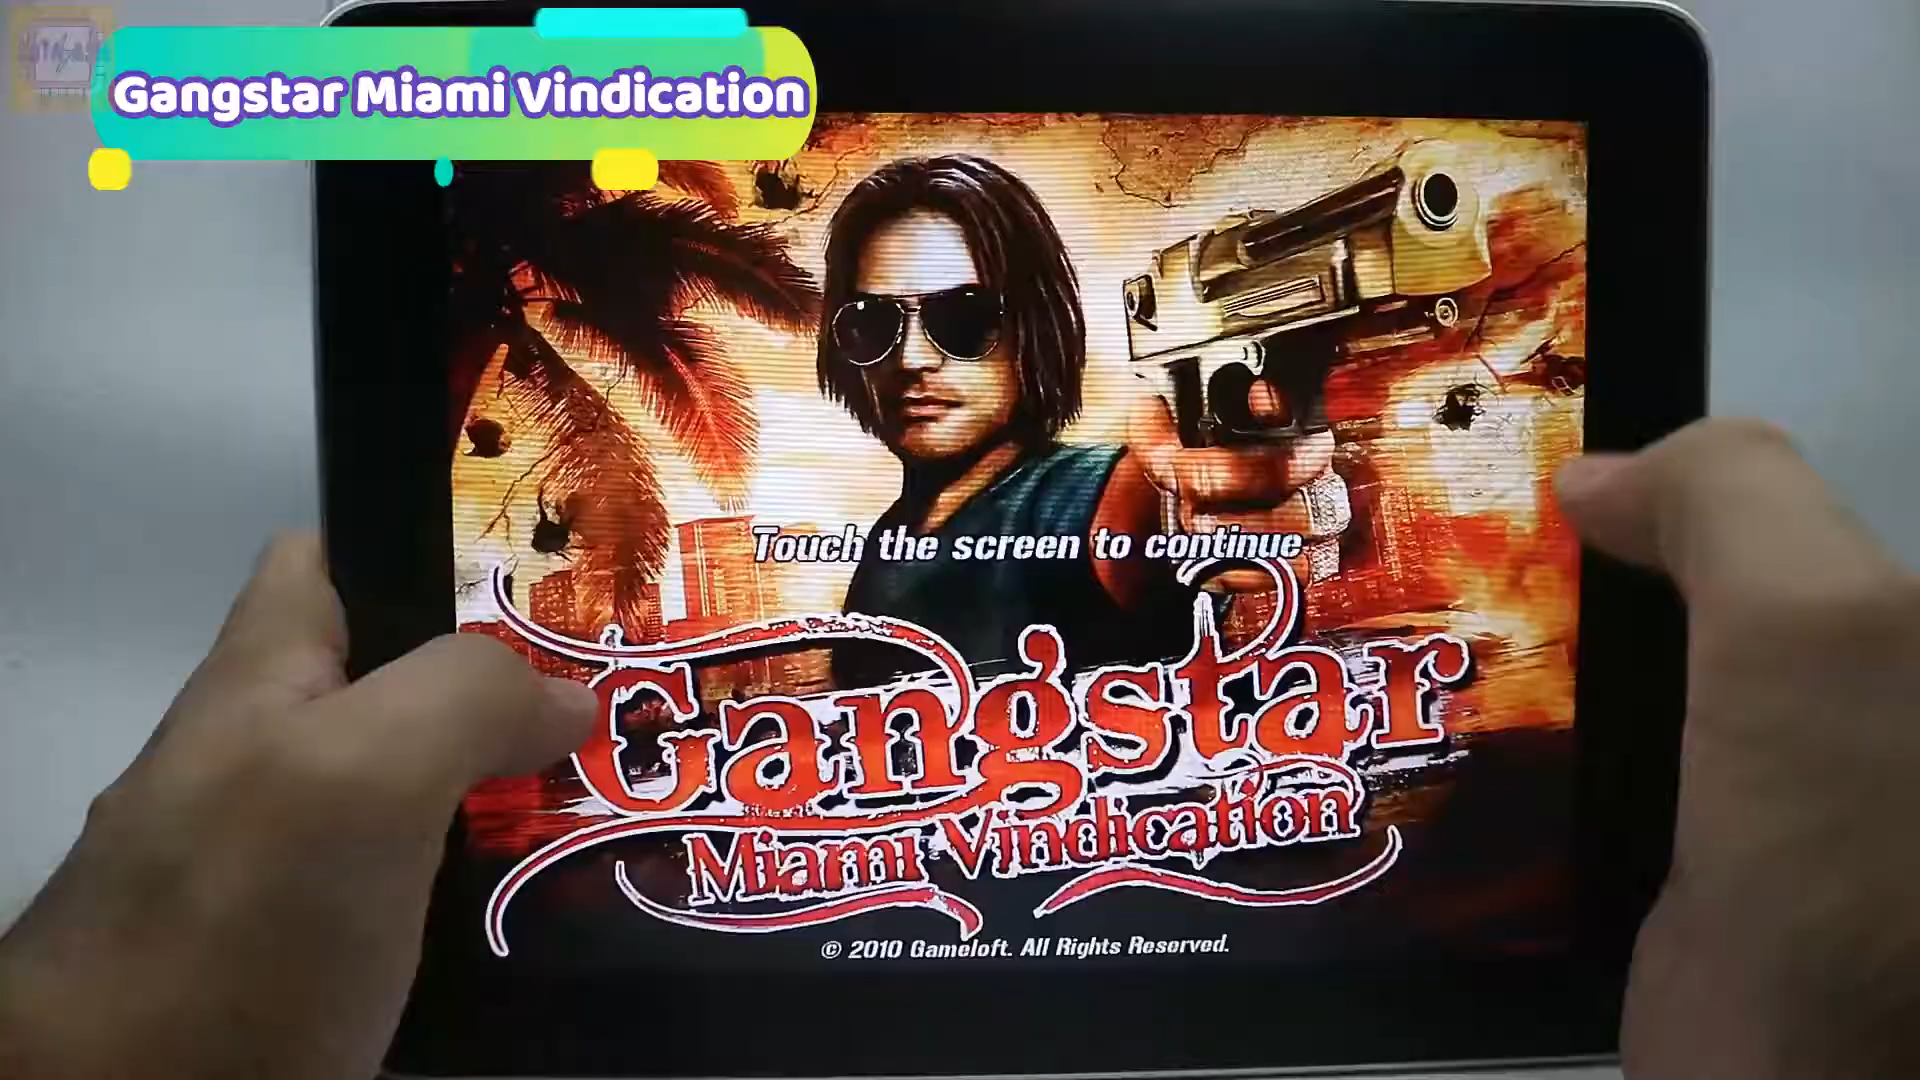 Gangstar Miami Vindication
Touch the screen to continue
Gangstar
Miami Vindication
© 2010 Gameloft. All Rights Reserved.